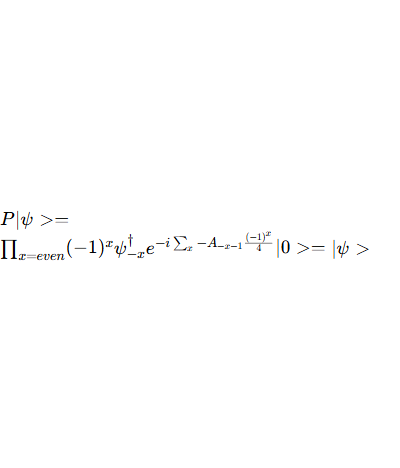 P|ψ >=
∏_{x=even}(−1)^x ψ^†_{−x} e^{−i ∑_x −A_{−x−1} \frac{(−1)^x}{4}} |0 >= |ψ >